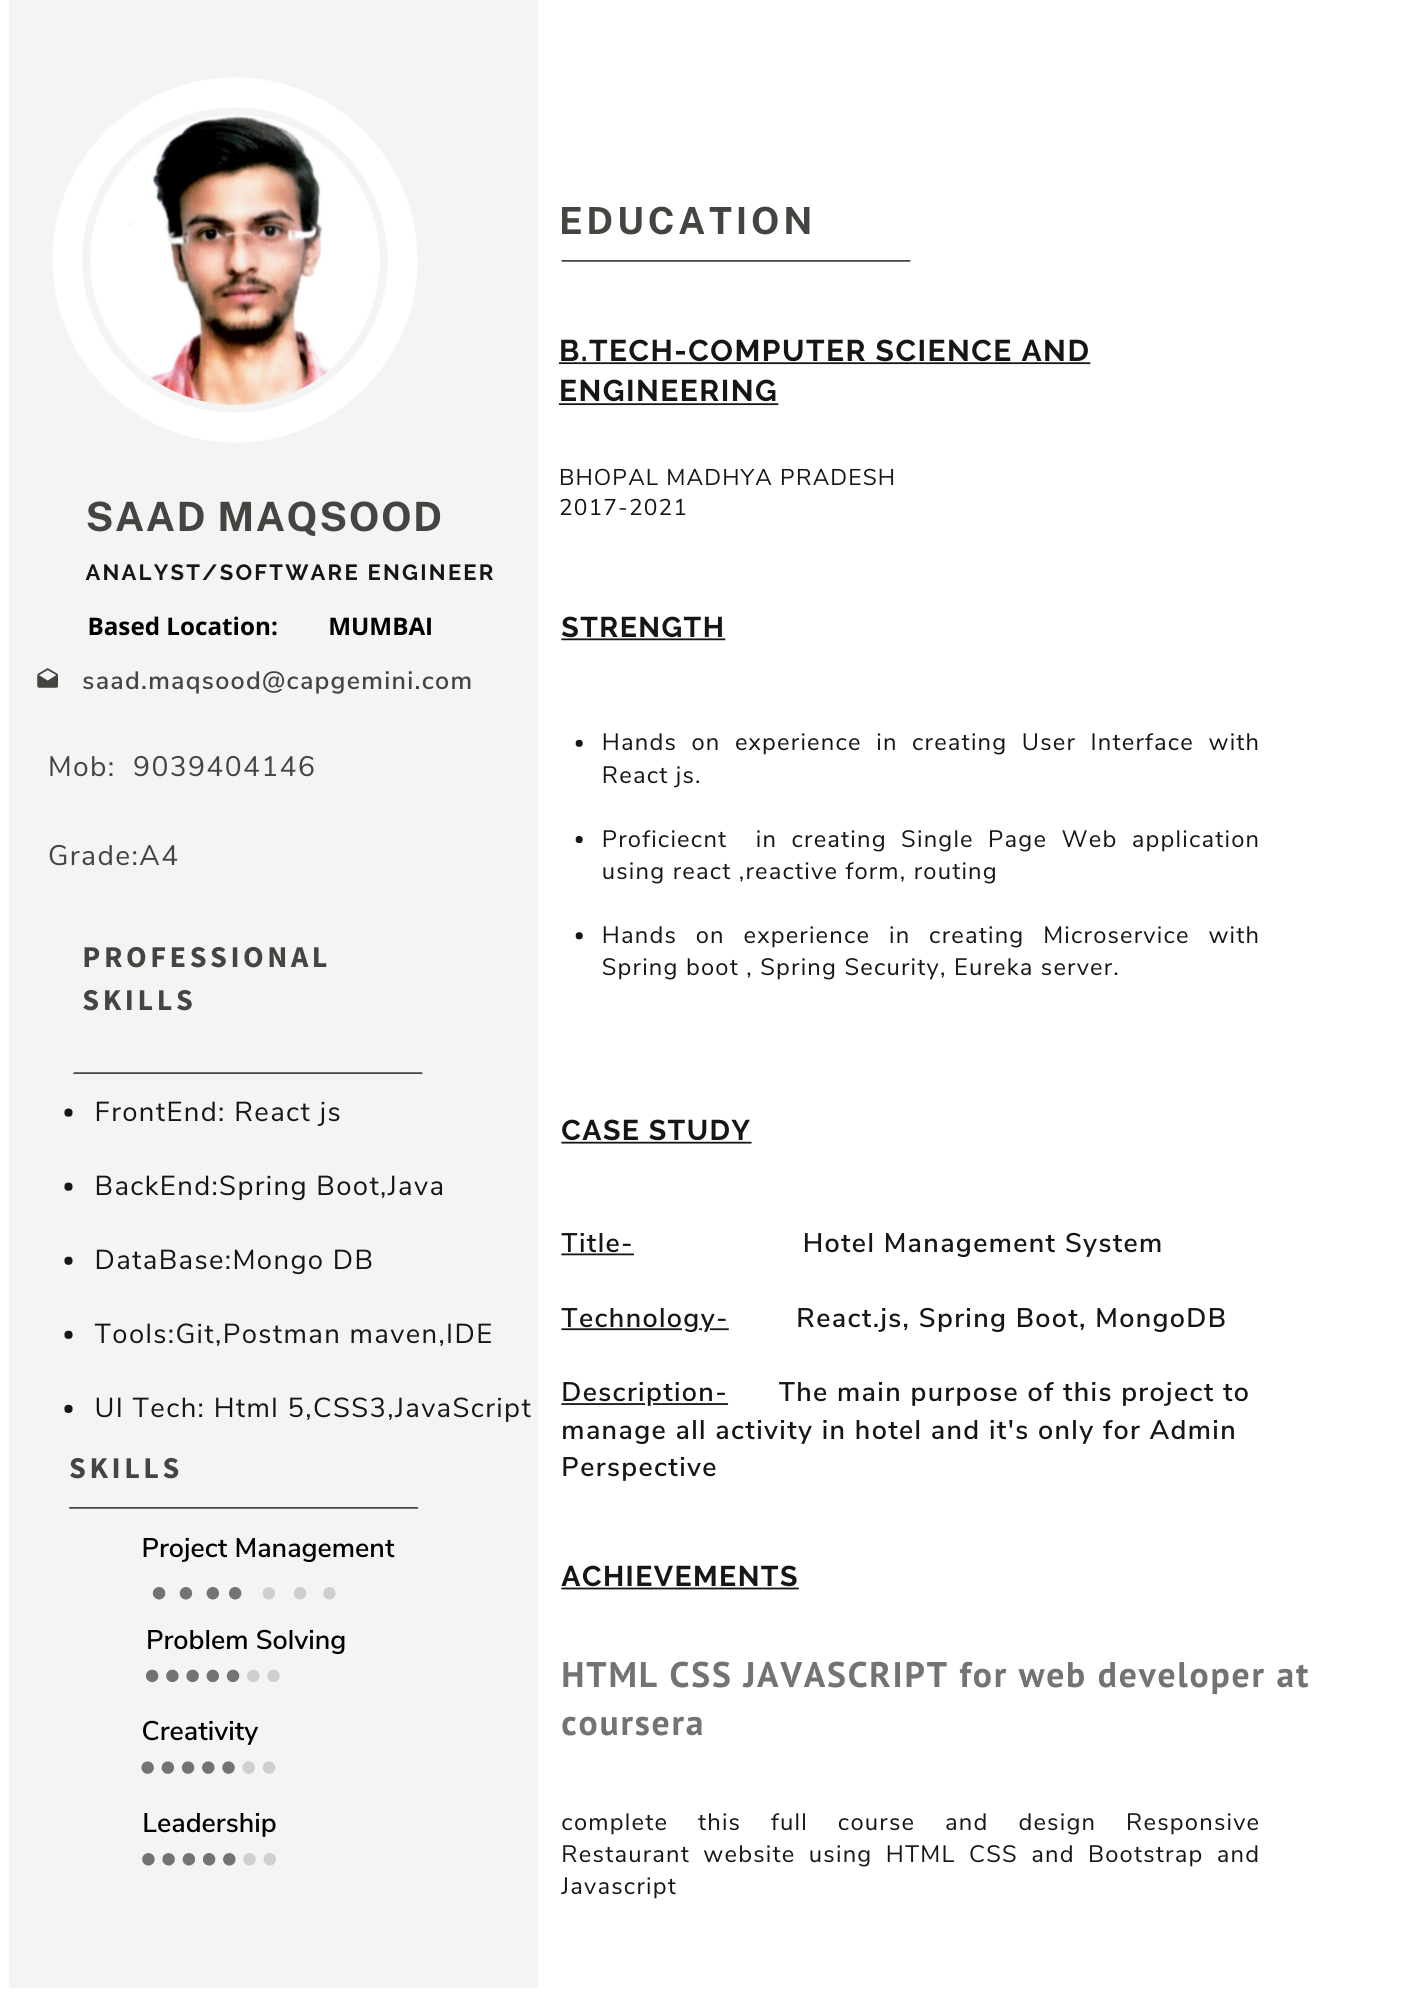 SAAD MAQSOOD
ANALYST/SOFTWARE ENGINEER
Based Location: MUMBAI
saad.maqsood@capgemini.com
Mob: 9039404146
Grade:A4
PROFESSIONAL
SKILLS
• FrontEnd: React js
• BackEnd:Spring Boot,Java
• DataBase:Mongo DB
• Tools:Git,Postman maven,IDE
• UI Tech: Html 5,CSS3,JavaScript
SKILLS
Project Management
Problem Solving
Creativity
Leadership
EDUCATION
B.TECH-COMPUTER SCIENCE AND
ENGINEERING
BHOPAL MADHYA PRADESH
2017-2021
STRENGTH
• Hands on experience in creating User Interface with
React js.
• Proficiecnt in creating Single Page Web application
using react ,reactive form, routing
• Hands on experience in creating Microservice with
Spring boot , Spring Security, Eureka server.
CASE STUDY
Title- Hotel Management System
Technology- React.js, Spring Boot, MongoDB
Description- The main purpose of this project to
manage all activity in hotel and it's only for Admin
Perspective
ACHIEVEMENTS
HTML CSS JAVASCRIPT for web developer at
coursera
complete this full course and design Responsive
Restaurant website using HTML CSS and Bootstrap and
Javascript